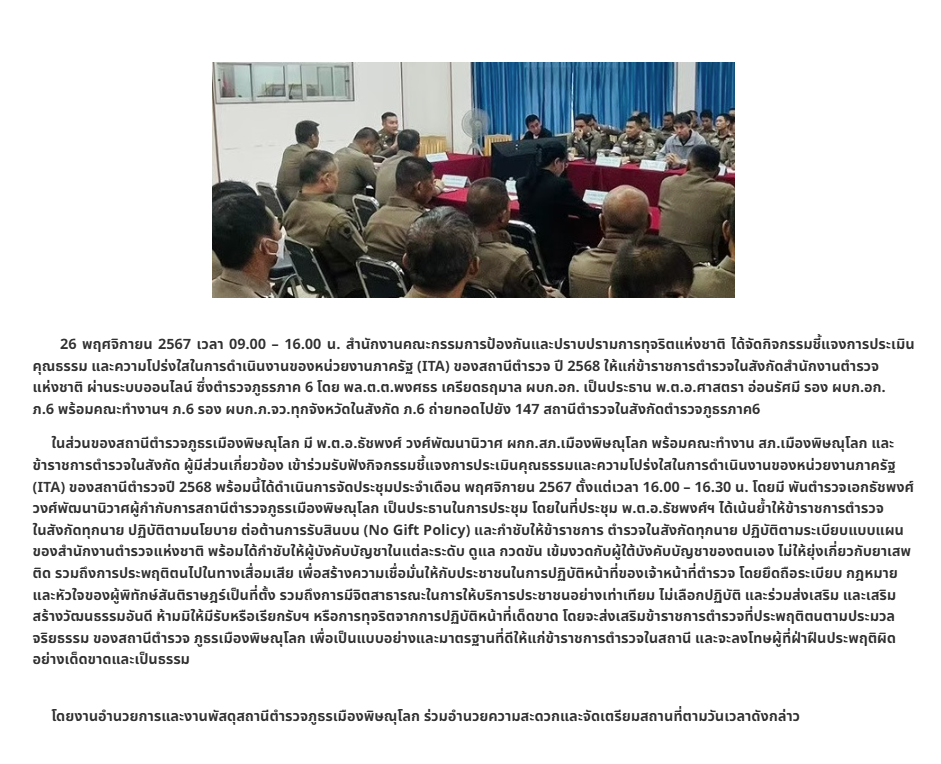 26 พฤศจิกายน 2567 เวลา 09.00 – 16.00 น. สำนักงานคณะกรรมการป้องกันและปราบปรามการทุจริตแห่งชาติ ได้จัดกิจกรรมชี้แจงการประเมิน
คุณธรรม และความโปร่งใสในการดำเนินงานของหน่วยงานภาครัฐ (ITA) ของสถานีตำรวจ ปี 2568 ให้แก่ข้าราชการตำรวจในสังกัดสำนักงานตำรวจ
แห่งชาติ ผ่านระบบออนไลน์ ซึ่งตำรวจภูธรภาค 6 โดย พล.ต.ต.พงศธร เครียดธฤมาล ผบก.อก. เป็นประธาน พ.ต.อ.ศาสตรา อ่อนรัศมี รอง ผบก.อก.
ภ.6 พร้อมคณะทำงานฯ ภ.6 รอง ผบก.ภ.จว.ทุกจังหวัดในสังกัด ภ.6 ถ่ายทอดไปยัง 147 สถานีตำรวจในสังกัดตำรวจภูธรภาค6
ในส่วนของสถานีตำรวจภูธรเมืองพิษณุโลก มี พ.ต.อ.ธัชพงศ์ วงศ์พัฒนานิวาศ ผกก.สภ.เมืองพิษณุโลก พร้อมคณะทำงาน สภ.เมืองพิษณุโลก และ
ข้าราชการตำรวจในสังกัด ผู้มีส่วนเกี่ยวข้อง เข้าร่วมรับฟังกิจกรรมชี้แจงการประเมินคุณธรรมและความโปร่งใสในการดำเนินงานของหน่วยงานภาครัฐ
(ITA) ของสถานีตำรวจปี 2568 พร้อมนี้ได้ดำเนินการจัดประชุมประจำเดือน พฤศจิกายน 2567 ตั้งแต่เวลา 16.00 – 16.30 น. โดยมี พันตำรวจเอกธัชพงศ์
วงศ์พัฒนานิวาศผู้กำกับการสถานีตำรวจภูธรเมืองพิษณุโลก เป็นประธานในการประชุม โดยในที่ประชุม พ.ต.อ.ธัชพงศ์ฯ ได้เน้นย้ำให้ข้าราชการตำรวจ
ในสังกัดทุกนาย ปฏิบัติตามนโยบาย ต่อต้านการรับสินบน (No Gift Policy) และกำชับให้ข้าราชการ ตำรวจในสังกัดทุกนาย ปฏิบัติตามระเบียบแบบแผน
ของสำนักงานตำรวจแห่งชาติ พร้อมได้กำชับให้ผู้บังคับบัญชาในแต่ละระดับ ดูแล กวดขัน เข้มงวดกับผู้ใต้บังคับบัญชาของตนเอง ไม่ให้ยุ่งเกี่ยวกับยาเสพ
ติด รวมถึงการประพฤติตนไปในทางเสื่อมเสีย เพื่อสร้างความเชื่อมั่นให้กับประชาชนในการปฏิบัติหน้าที่ของเจ้าหน้าที่ตำรวจ โดยยึดถือระเบียบ กฎหมาย
และหัวใจของผู้พิทักษ์สันติราษฎร์เป็นที่ตั้ง รวมถึงการมีจิตสาธารณะในการให้บริการประชาชนอย่างเท่าเทียม ไม่เลือกปฏิบัติ และร่วมส่งเสริม และเสริม
สร้างวัฒนธรรมอันดี ห้ามมิให้มีรับหรือเรียกรับฯ หรือการทุจริตจากการปฏิบัติหน้าที่เด็ดขาด โดยจะส่งเสริมข้าราชการตำรวจที่ประพฤติตนตามประมวล
จริยธรรม ของสถานีตำรวจ ภูธรเมืองพิษณุโลก เพื่อเป็นแบบอย่างและมาตรฐานที่ดีให้แก่ข้าราชการตำรวจในสถานี และจะลงโทษผู้ที่ฝ่าฝืนประพฤติผิด
อย่างเด็ดขาดและเป็นธรรม
โดยงานอำนวยการและงานพัสดุสถานีตำรวจภูธรเมืองพิษณุโลก ร่วมอำนวยความสะดวกและจัดเตรียมสถานที่ตามวันเวลาดังกล่าว